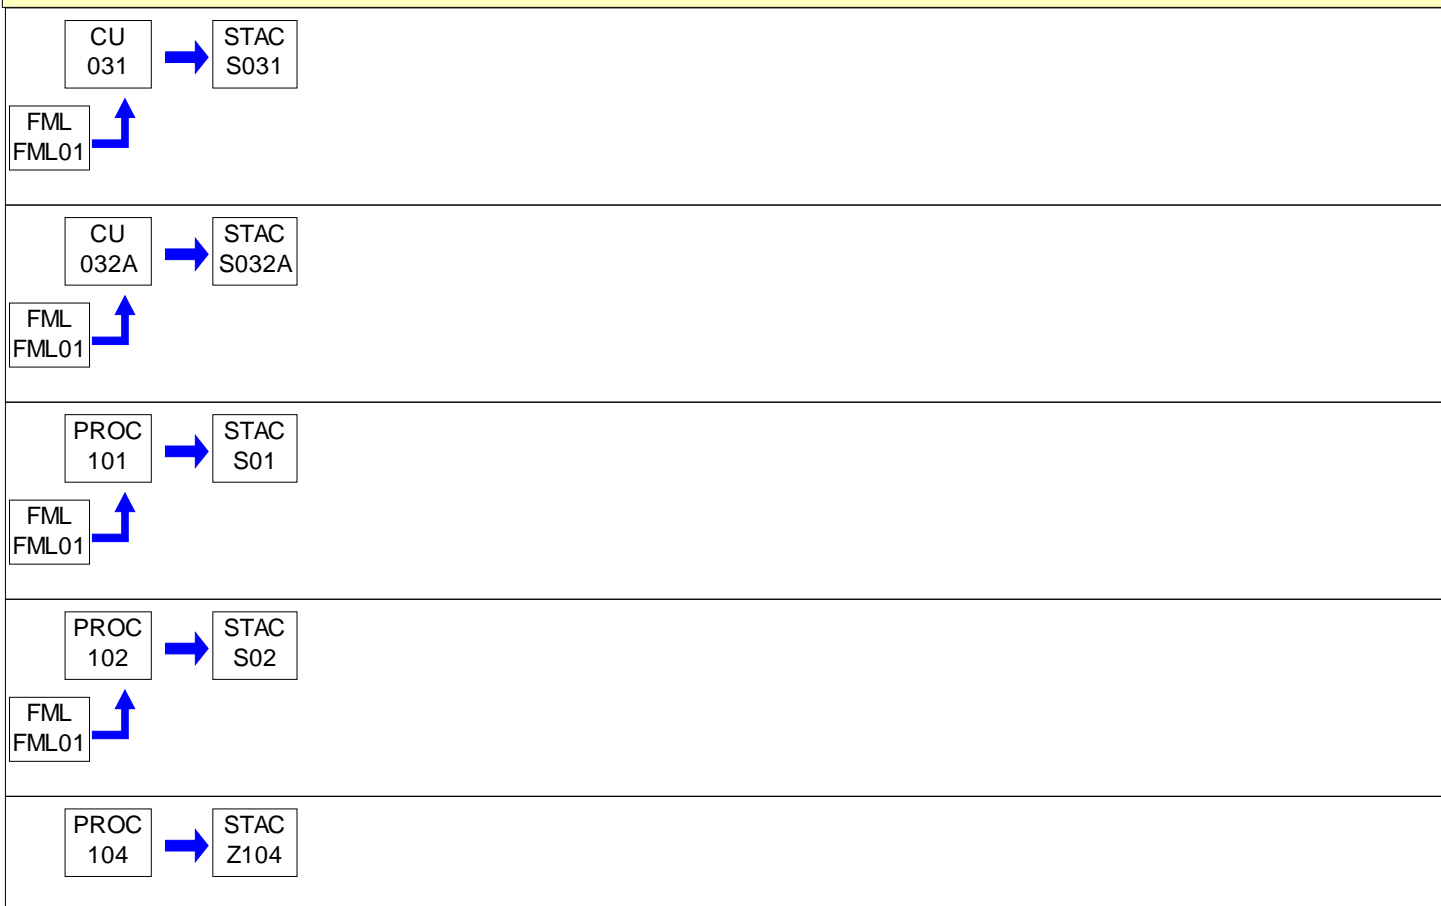 CU
031
STAC
S031
FML
FML01
CU
032A
STAC
S032A
FML
FML01
PROC
101
STAC
S01
FML
FML01
PROC
102
STAC
S02
FML
FML01
PROC
104
STAC
Z104